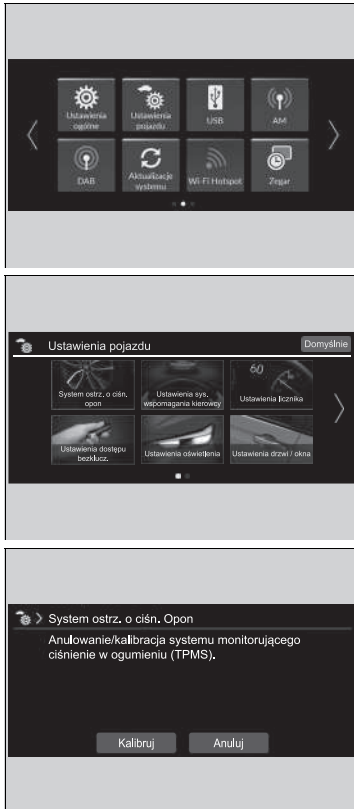 Ustawienia
ogólne
Ustawienia
pojazdu
USB
AM
DAB
Aktualizacje
systemu
Wi-Fi Hotspot
Zegar
Ustawienia pojazdu
Domyślnie
System ostrz. o ciśn.
opon
Ustawienia sys.
wspomagania kierowcy
60
Ustawienia licznika
Ustawienia dostępu
bezklucz.
Ustawienia oświetlenia
Ustawienia drzwi / okna
System ostrz. o ciśn. Opon
Anulowanie/kalibracja systemu monitorującego
ciśnienie w ogumieniu (TPMS).
Kalibruj
Anuluj